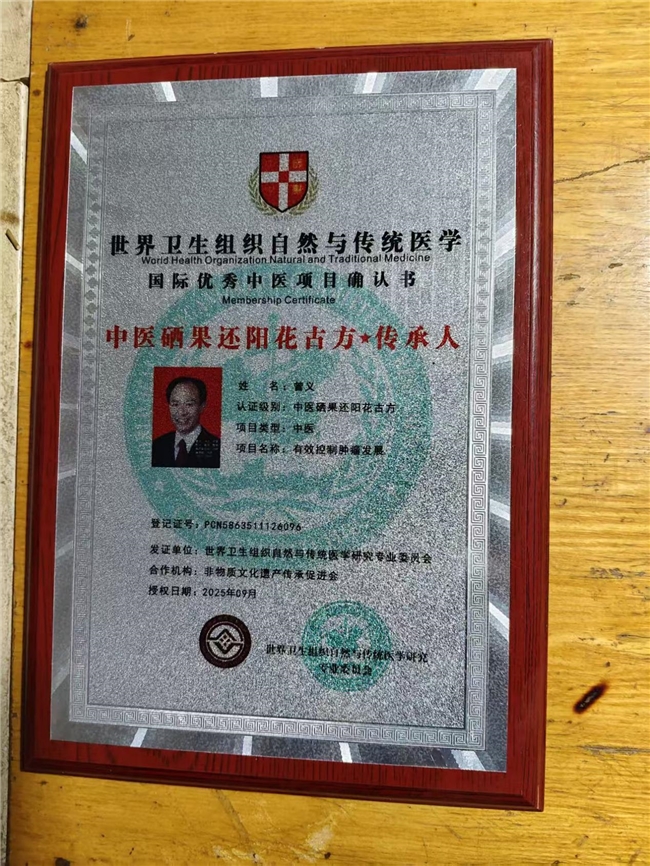 世界卫生组织自然与传统医学
World Health Organization Natural and Traditional Medicine
国际优秀中医项目确认书
Membership Certificate
中医硒果还阳花古方★传承人
姓 名：曾义
认证级别：中医硒果还阳花古方
项目类型：中医
项目名称：有效控制肿瘤发展
登记证号：PCN5863511126096
发证单位：世界卫生组织自然与传统医学研究专业委员会
合作机构：非物质文化遗产传承促进会
授权日期：2025年09月
世界卫生组织自然与传统医学研究
专业委员会